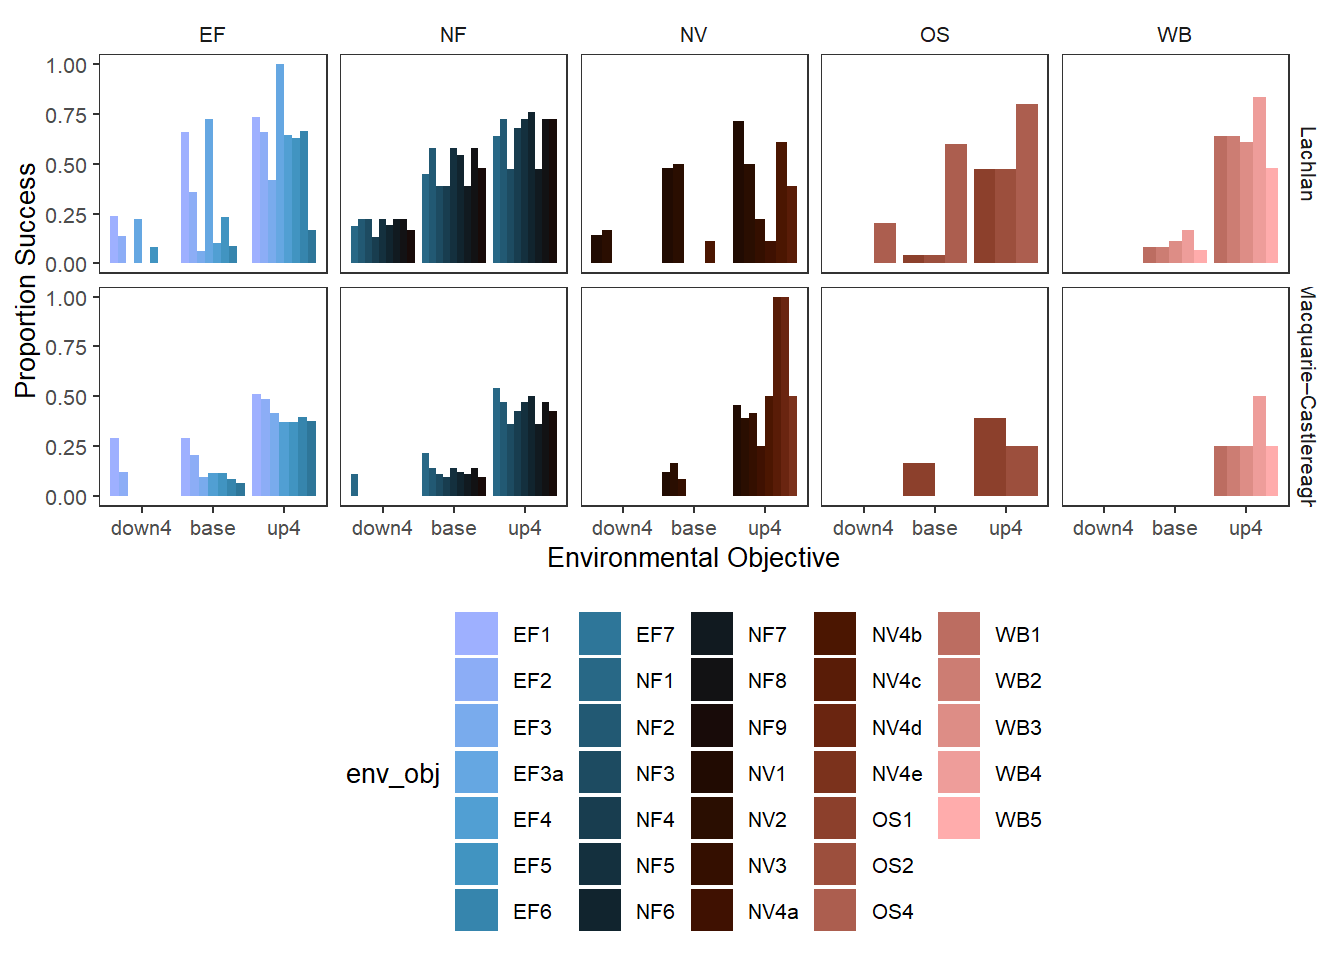 EF NF NV OS WB
Proportion Success
1.00
0.75
0.50
0.25
0.00
Lachlan
1.00
0.75
0.50
0.25
0.00
Macquarie–Castlereagh
down4 base up4 down4 base up4 down4 base up4 down4 base up4 down4 base up4
Environmental Objective
env_obj
EF1 EF7 NF7 NV4b WB1
EF2 NF1 NF8 NV4c WB2
EF3 NF2 NF9 NV4d WB3
EF3a NF3 NV1 NV4e WB4
EF4 NF4 NV2 OS1 WB5
EF5 NF5 NV3 OS2
EF6 NF6 NV4a OS4